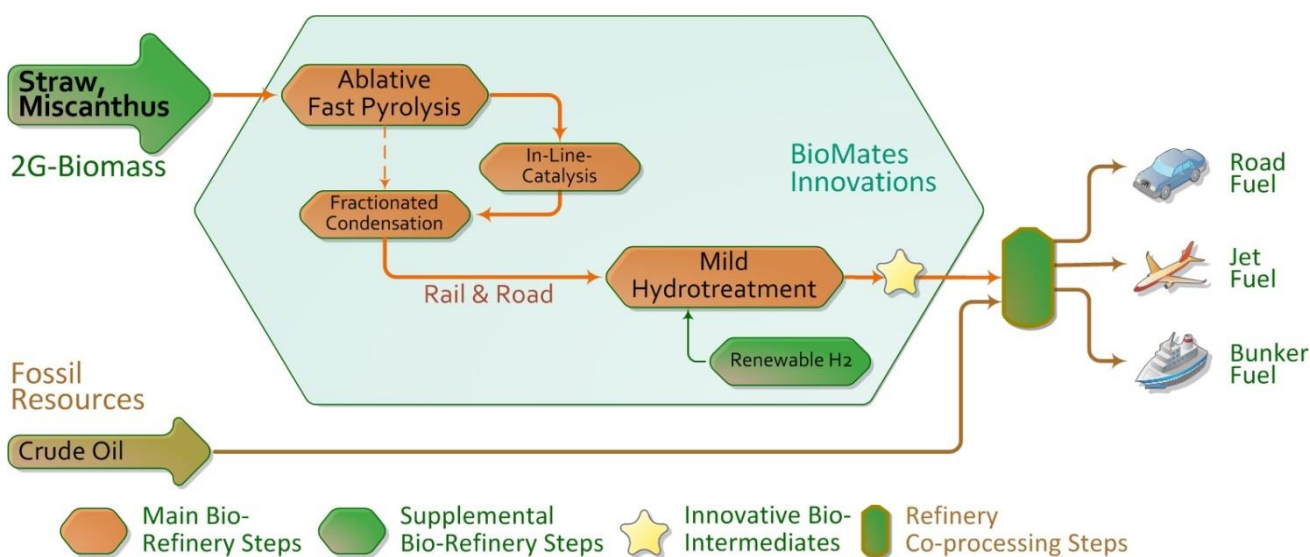 Straw,
Miscanthus
2G-Biomass
Ablative
Fast Pyrolysis
In-Line-
Catalysis
Fractionated
Condensation
BioMates
Innovations
Rail & Road
Mild
Hydrotreatment
Renewable H2
Road
Fuel
Jet
Fuel
Bunker
Fuel
Fossil
Resources
Crude Oil
Main Bio-
Refinery Steps
Supplemental
Bio-Refinery Steps
Innovative Bio-
Intermediates
Refinery
Co-processing Steps